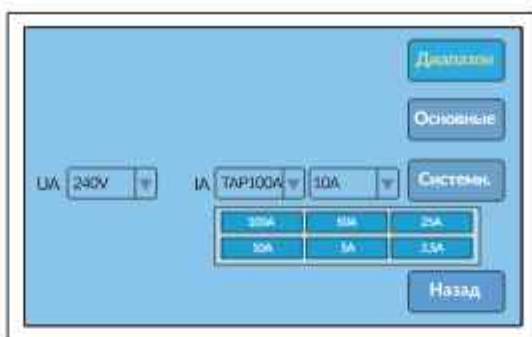 Диапазон
Основные
UA 240V IA TAP100A 10A Системн.
100A 50A 25A
10A 5A 2.5A
Назад